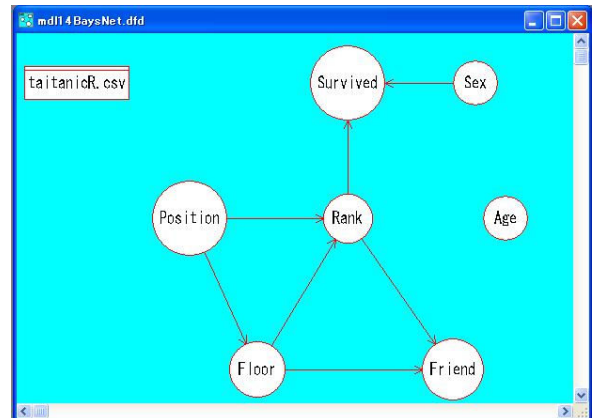 mdl14BaysNet.dfd
taitanicR.csv
Survived
Sex
Position
Rank
Age
Floor
Friend